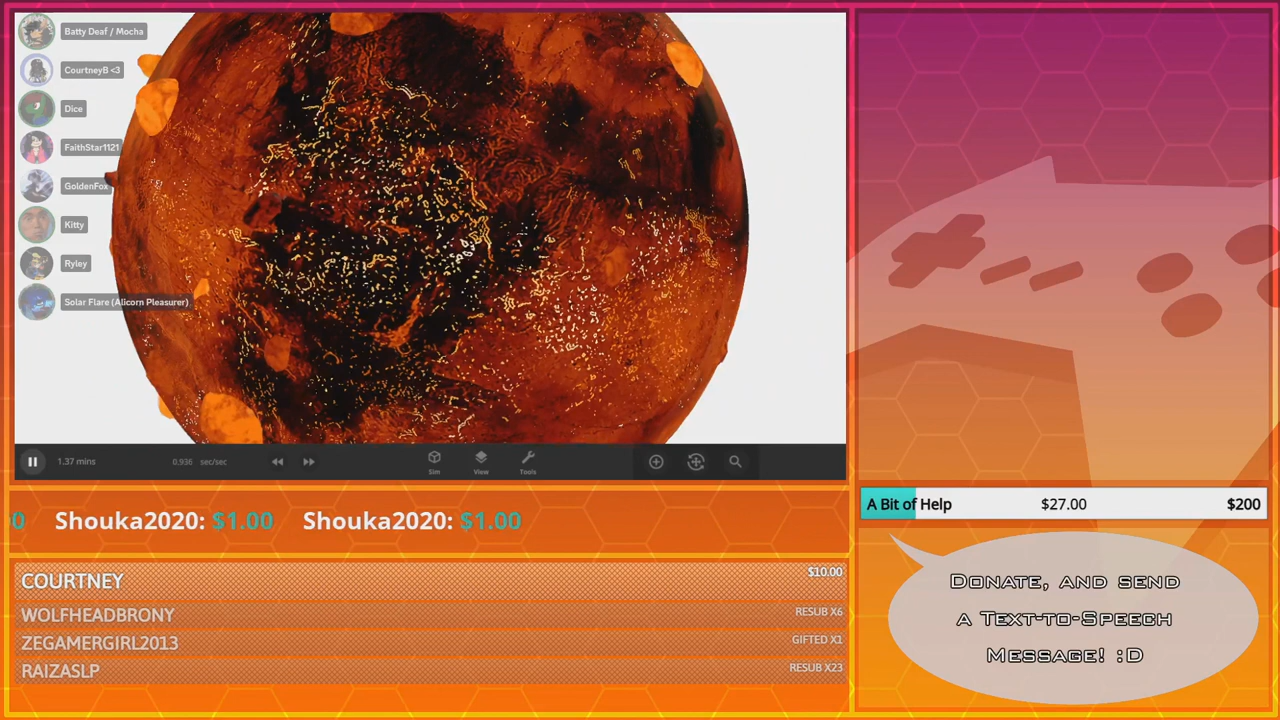 Batty Deaf / Mocha
CourtneyB <3
Dice
FaithStar1121
GoldenFox
Kitty
Ryley
Solar Flare (Alicorn Pleasurer)
1.37 mins
0.936 sec/sec
Sim
View
Tools
0 Shouka2020: $1.00 Shouka2020: $1.00
COURTNEY $10.00
WOLFHEADBRONY RESUB X6
ZEGAMERGIRL2013 GIFTED X1
RAIZASLP RESUB X23
A Bit of Help $27.00 $200
Donate, and send
a Text-to-Speech
Message! :D